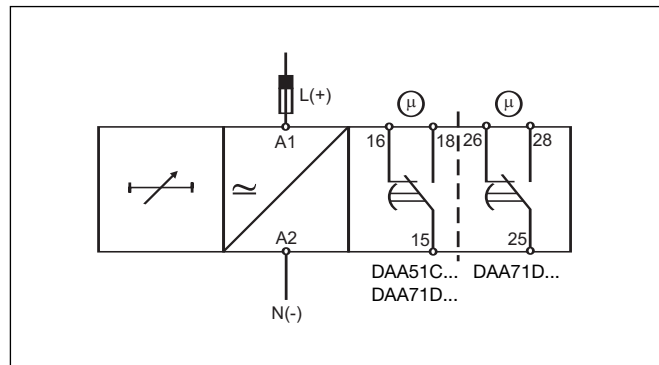 L(+)
A1
A2
N(-)
μ
μ
16
18
26
28
15
25
DAA51C...
DAA71D...
DAA71D...